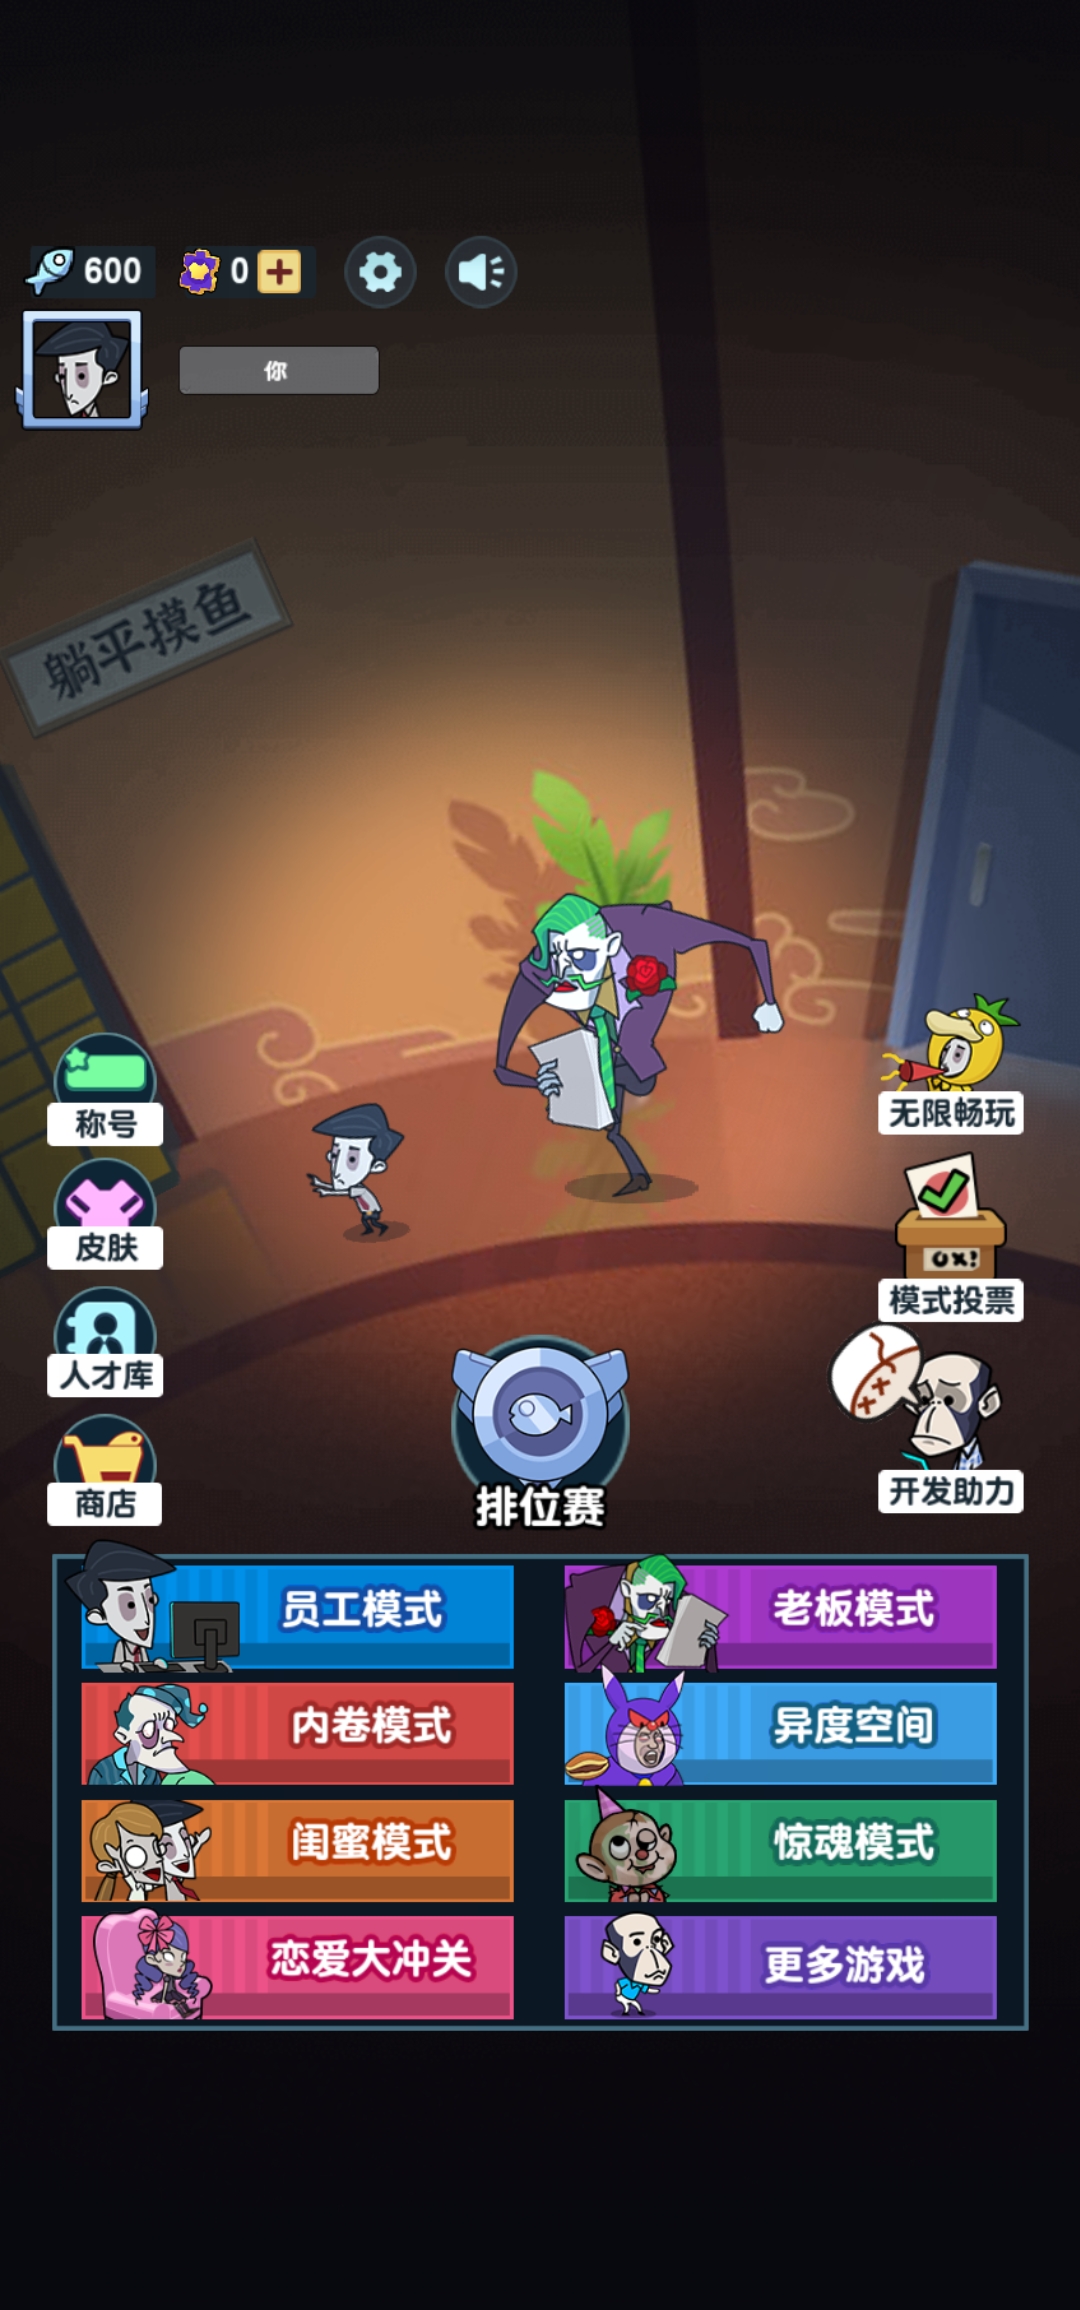 600
0
你
躺平摸鱼
称号
无限畅玩
皮肤
OX!
模式投票
人才库
商店
排位赛
开发助力
员工模式
老板模式
内卷模式
异度空间
闺蜜模式
惊魂模式
恋爱大冲关
更多游戏